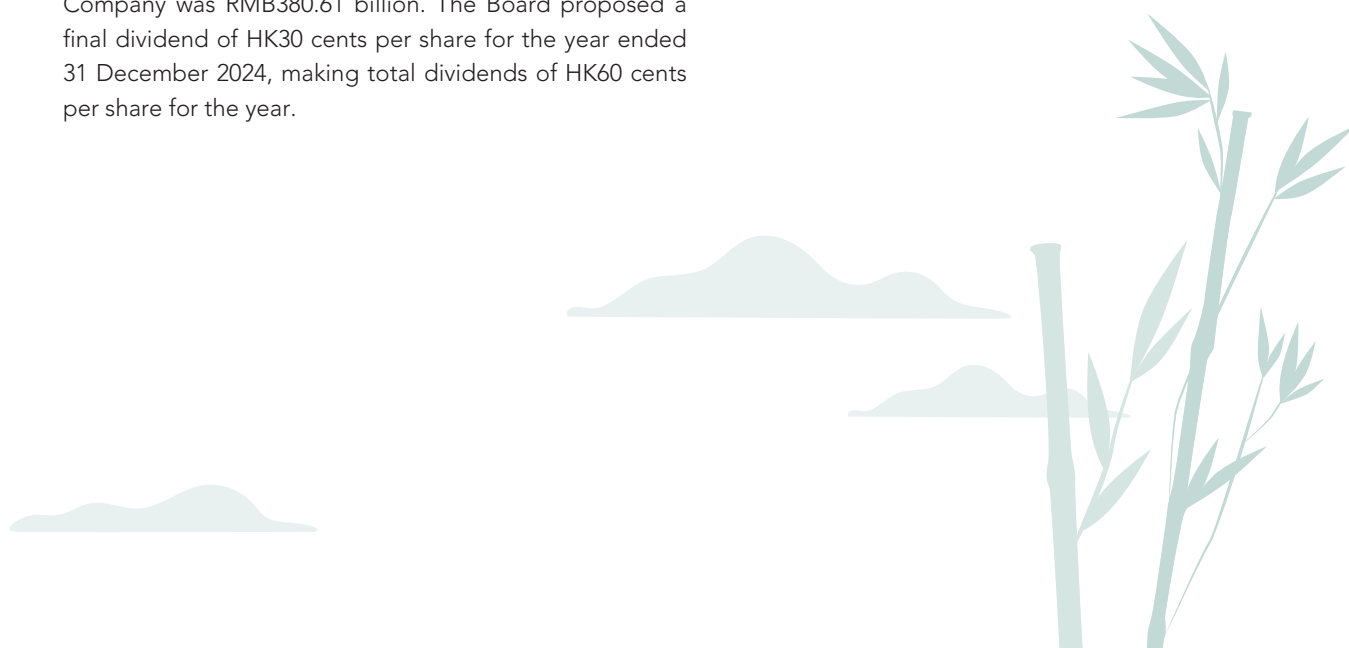 Company was RMB380.61 billion. The Board proposed a
final dividend of HK30 cents per share for the year ended
31 December 2024, making total dividends of HK60 cents
per share for the year.